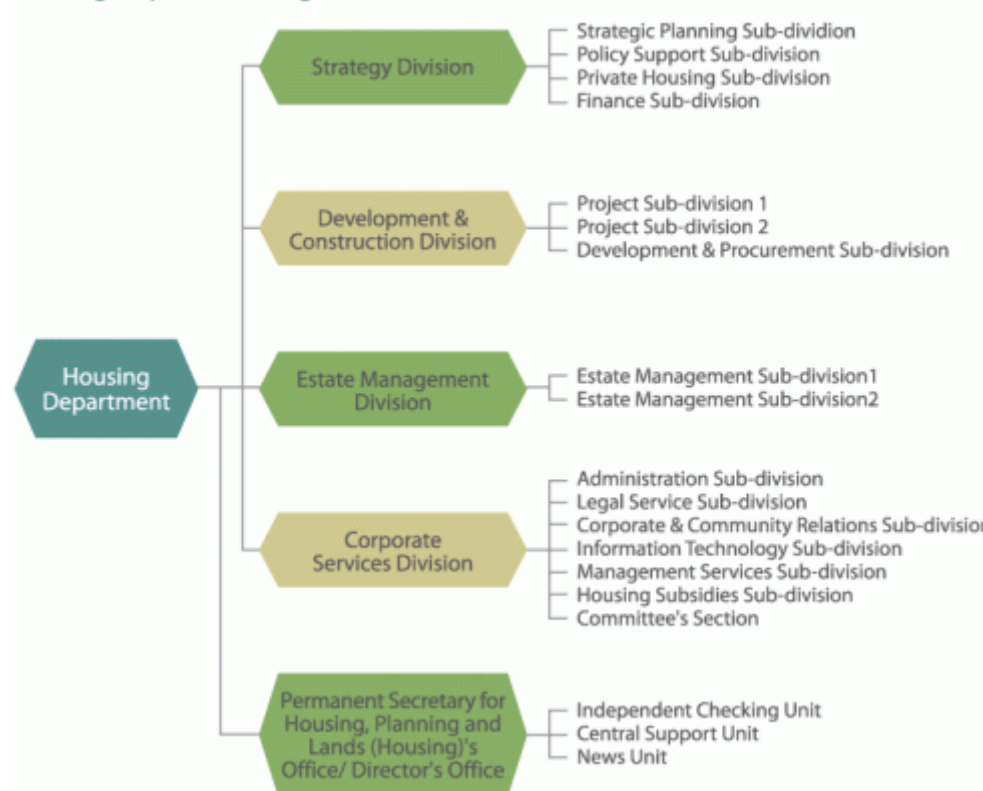 Strategy Division
Strategic Planning Sub-dividion
Policy Support Sub-division
Private Housing Sub-division
Finance Sub-division
Development &
Construction Division
Project Sub-division 1
Project Sub-division 2
Development & Procurement Sub-division
Housing
Department
Estate Management
Division
Estate Management Sub-division1
Estate Management Sub-division2
Corporate
Services Division
Administration Sub-division
Legal Service Sub-division
Corporate & Community Relations Sub-division
Information Technology Sub-division
Management Services Sub-division
Housing Subsidies Sub-division
Committee's Section
Permanent Secretary for
Housing, Planning and
Lands (Housing)'s
Office/ Director's Office
Independent Checking Unit
Central Support Unit
News Unit